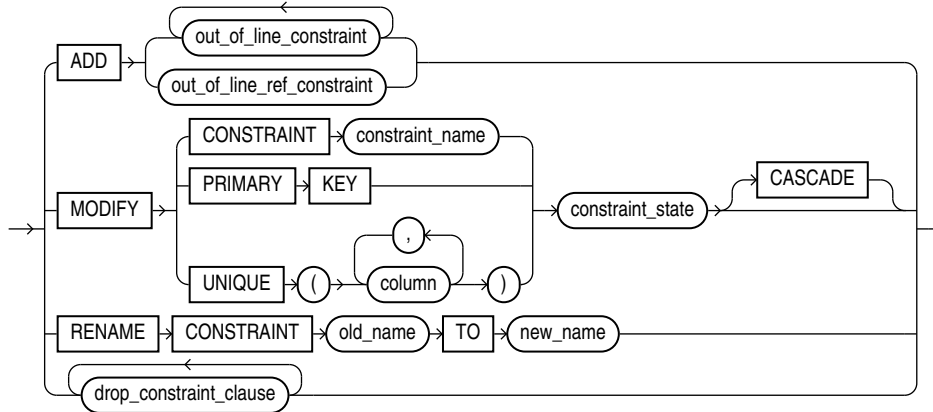 out_of_line_constraint
ADD
out_of_line_ref_constraint
CONSTRAINT constraint_name
PRIMARY KEY CASCADE
MODIFY constraint_state
,
UNIQUE ( column )
RENAME CONSTRAINT old_name TO new_name
drop_constraint_clause